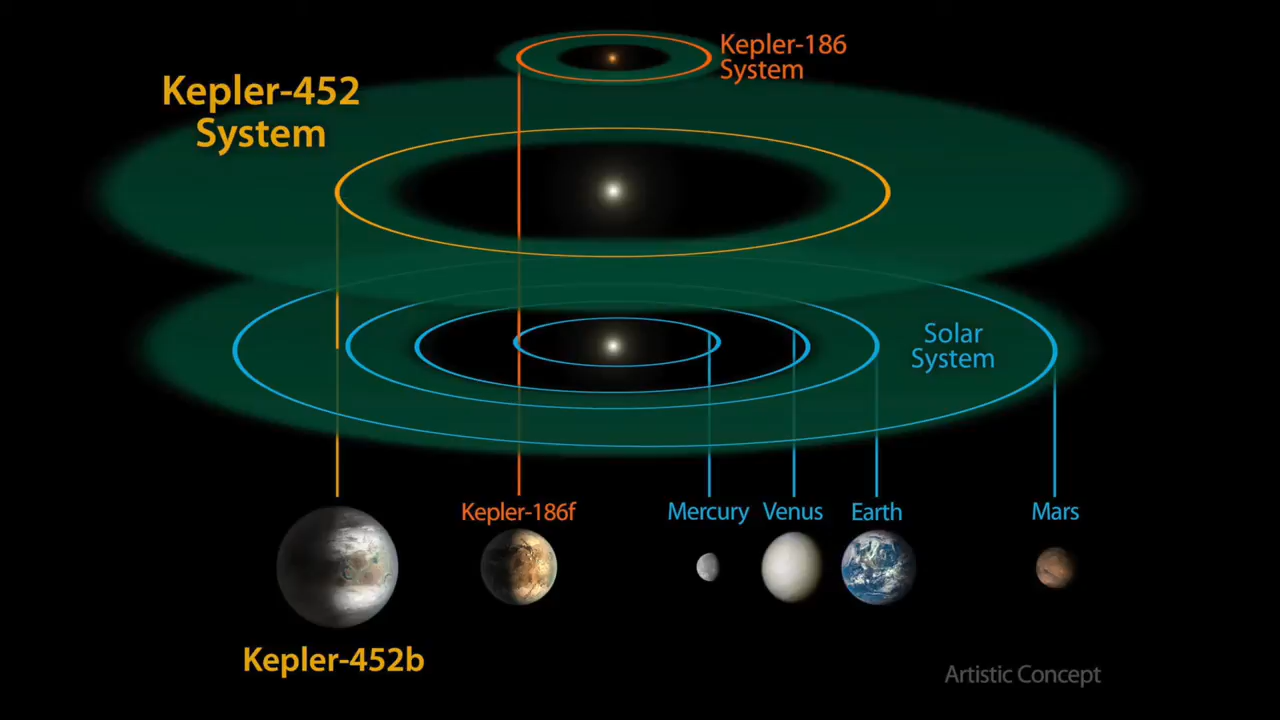 Kepler-186
System
Kepler-452
System
Solar
System
Kepler-186f
Mercury
Venus
Earth
Mars
Kepler-452b
Artistic Concept